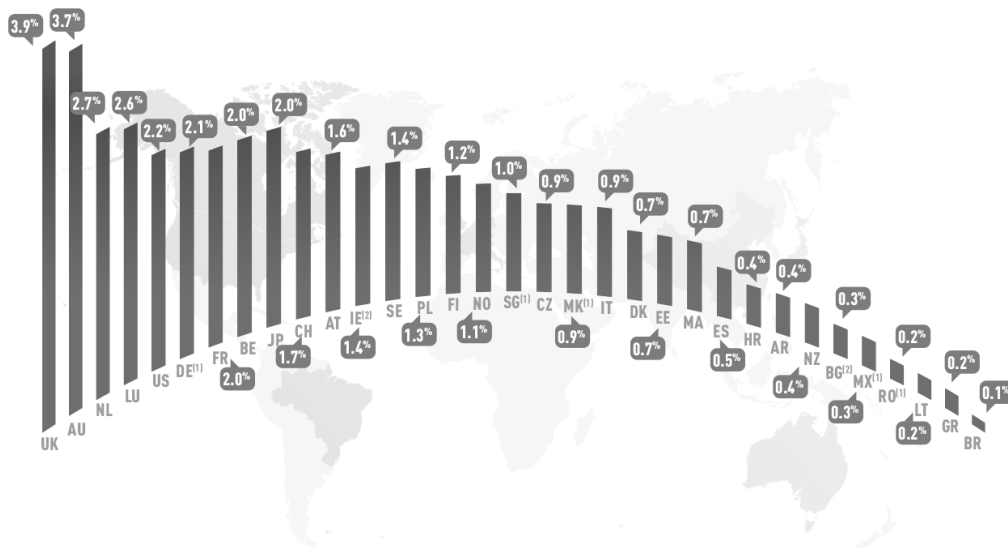 3.9%
3.7%
2.7%
2.6%
2.2%
2.1%
2.0%
2.0%
1.6%
1.4%
1.2%
1.0%
0.9%
0.9%
0.7%
0.7%
0.4%
0.4%
0.3%
0.2%
0.2%
0.1%
UK
AU
NL
LU
US
DE(1)
FR
BE
JP
CH
AT
IE(2)
SE
PL
FI
NO
SG(1)
CZ
MK(1)
IT
DK
EE
MA
ES
HR
AR
NZ
BG(2)
MX(1)
RO(1)
LT
GR
BR
2.0%
1.7%
1.4%
1.3%
1.1%
0.9%
0.7%
0.5%
0.4%
0.3%
0.2%